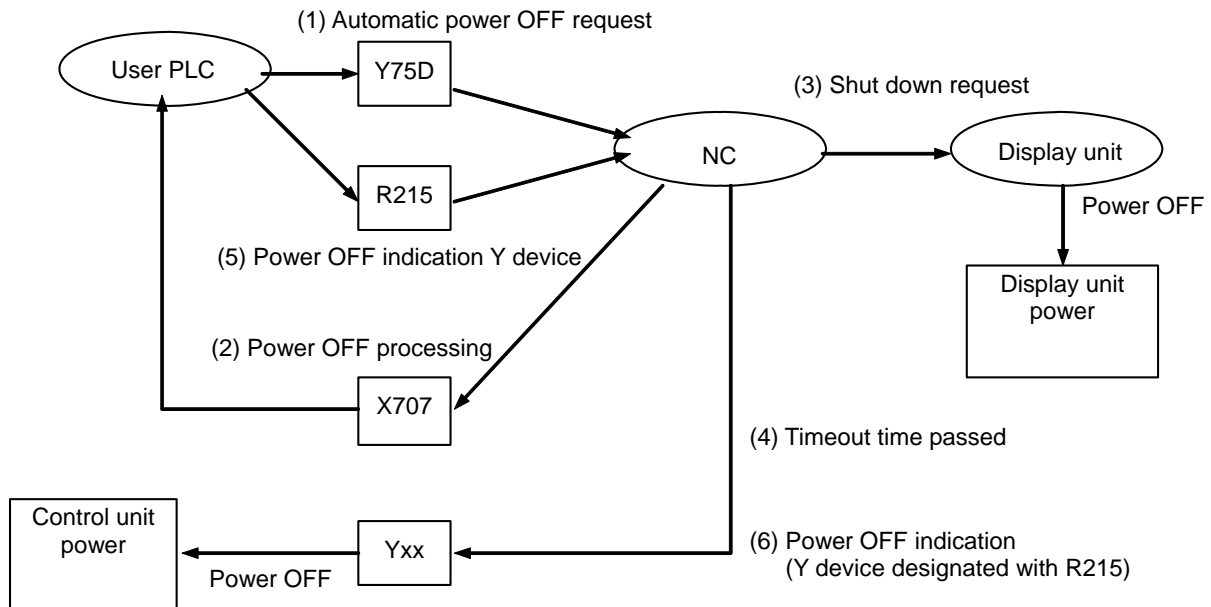 (1) Automatic power OFF request
User PLC
Y75D
(3) Shut down request
NC
Display unit
R215
Power OFF
(5) Power OFF indication Y device
Display unit
power
(2) Power OFF processing
X707
(4) Timeout time passed
Control unit
power
Yxx
Power OFF
(6) Power OFF indication
(Y device designated with R215)